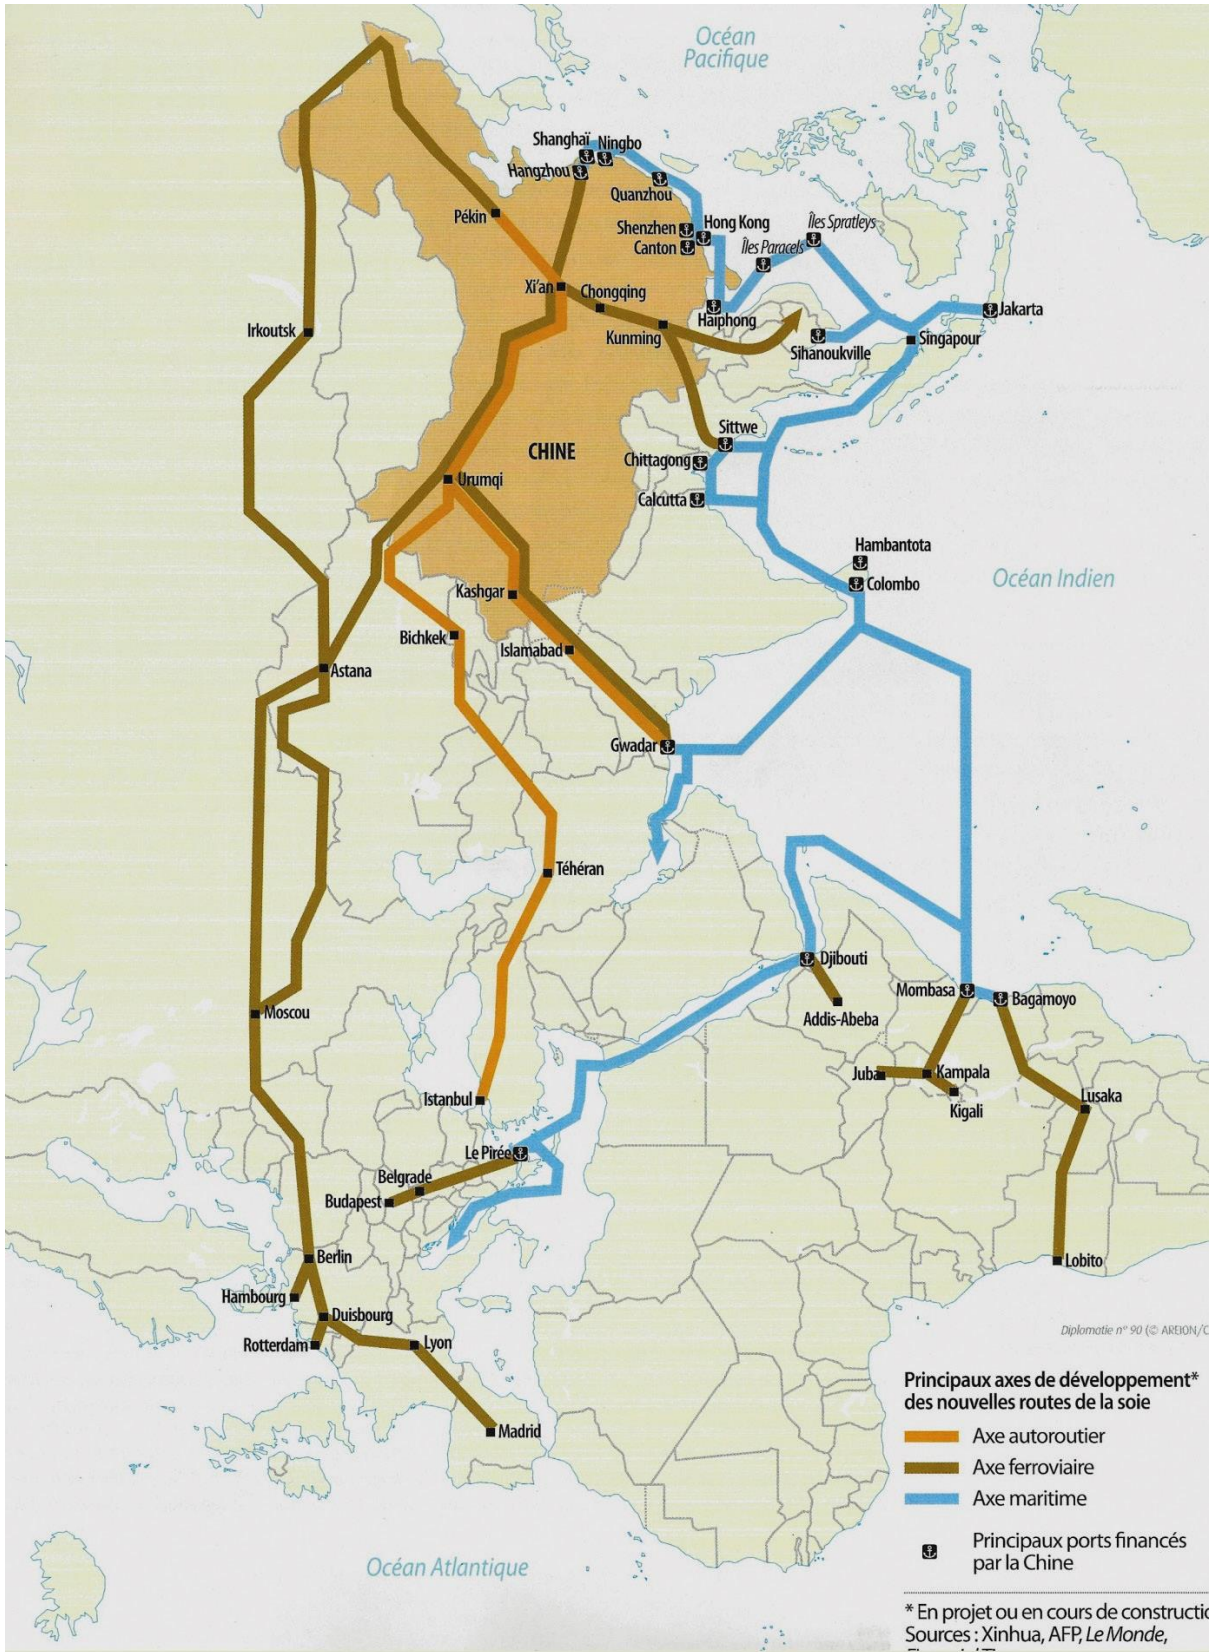 Océan
Pacifique
Shanghaï
Ningbo
Hangzhou
Quanzhou
Pékin
Shenzhen
Hong Kong
Canton
Îles Paracels
Îles Spratleys
Xi'an
Chongqing
Haiphong
Jakarta
Irkoutsk
Kunming
Sihanoukville
Singapour
Sittwe
CHINE
Chittagong
Urumqi
Calcutta
Hambantota
Océan Indien
Colombo
Kashgar
Bichkek
Islamabad
Astana
Gwadar
Téhéran
Djibouti
Mombasa
Bagamoyo
Moscou
Addis-Abeba
Juba
Kampala
Kigali
Istanbul
Lusaka
Le Pirée
Belgrade
Budapest
Berlin
Lobito
Hambourg
Duisbourg
Rotterdam
Lyon
Madrid
Océan Atlantique
Diplomatie n° 90 (© AREION/C
Principaux axes de développement*
des nouvelles routes de la soie
Axe autoroutier
Axe ferroviaire
Axe maritime
Principaux ports financés
par la Chine
* En projet ou en cours de constructio
Sources : Xinhua, AFP, Le Monde,